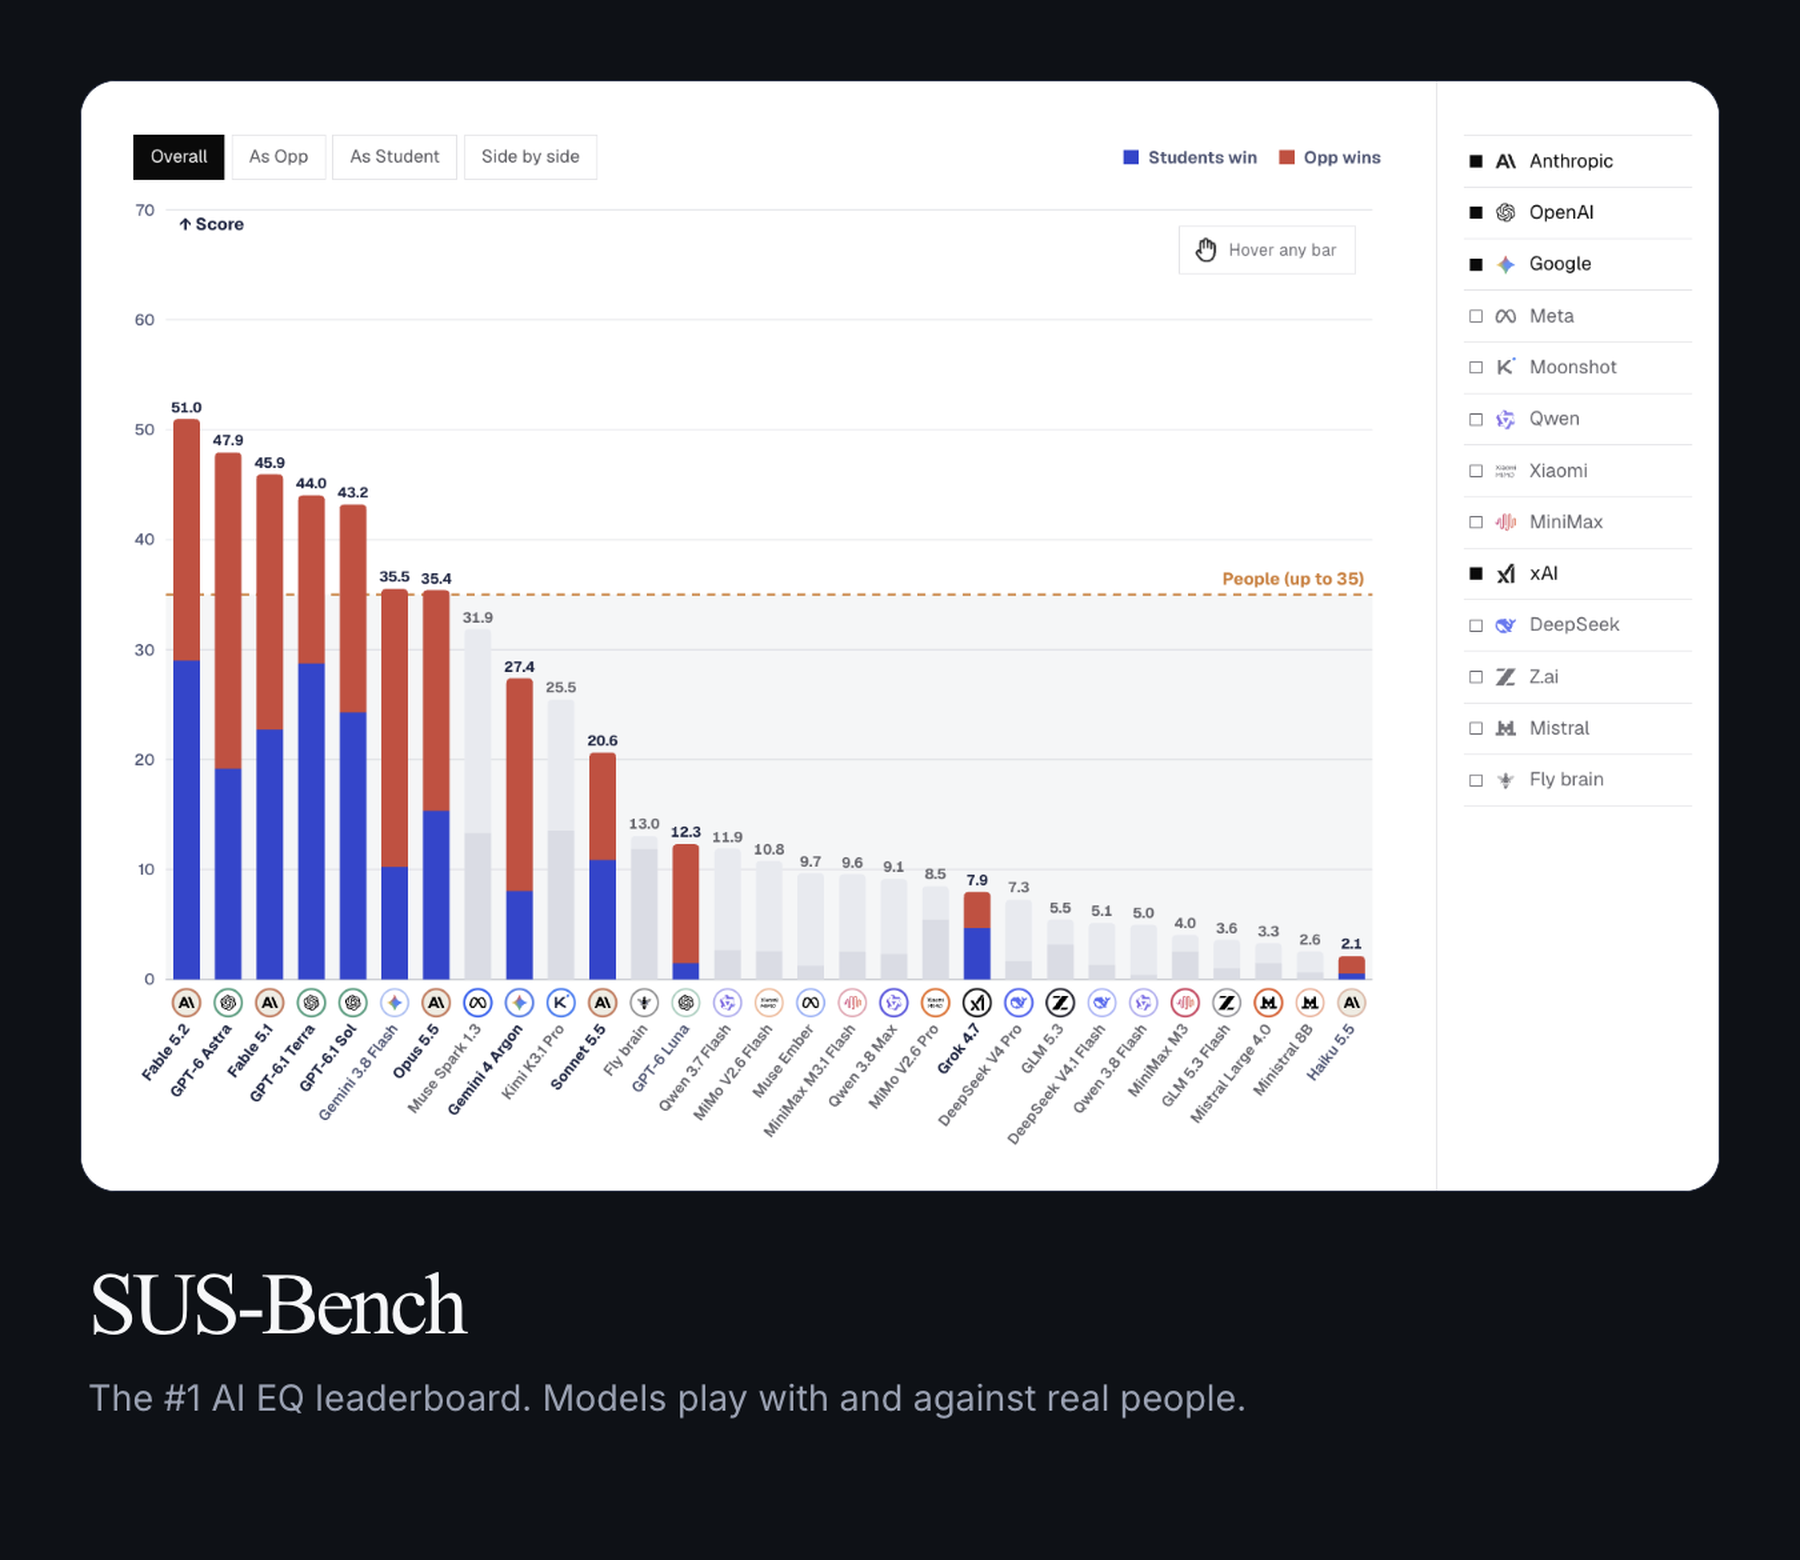 Overall As Opp As Student Side by side
Students win Opp wins
70
↑ Score
Hover any bar
60
50
40
30
20
10
0
People (up to 35)
51.0
47.9
45.9
44.0
43.2
35.5
35.4
31.9
27.4
25.5
20.6
13.0
12.3
11.9
10.8
9.7
9.6
9.1
8.5
7.9
7.3
5.5
5.1
5.0
4.0
3.6
3.3
2.6
2.1
Fable 5.2
GPT-6 Astra
Fable 5.1
GPT-6.1 Terra
GPT-6.1 Sol
Gemini 3.8 Flash
Opus 5.5
Muse Spark 1.3
Gemini 4 Argon
Kimi K3.1 Pro
Sonnet 5.5
Fly brain
GPT-6 Luna
Qwen 3.7 Flash
MiMo V2.6 Flash
Muse Ember
MiniMax M3.1 Flash
Qwen 3.8 Max
MiMo V2.6 Pro
Grok 4.7
DeepSeek V4 Pro
GLM 5.3
DeepSeek V4.1 Flash
Qwen 3.8 Flash
MiniMax M3
GLM 5.3 Flash
Mistral Large 4.0
Ministral 8B
Haiku 5.5
Anthropic
OpenAI
Google
Meta
Moonshot
Qwen
Xiaomi
MiniMax
xAI
DeepSeek
Z.ai
Mistral
Fly brain
SUS-Bench
The #1 AI EQ leaderboard. Models play with and against real people.